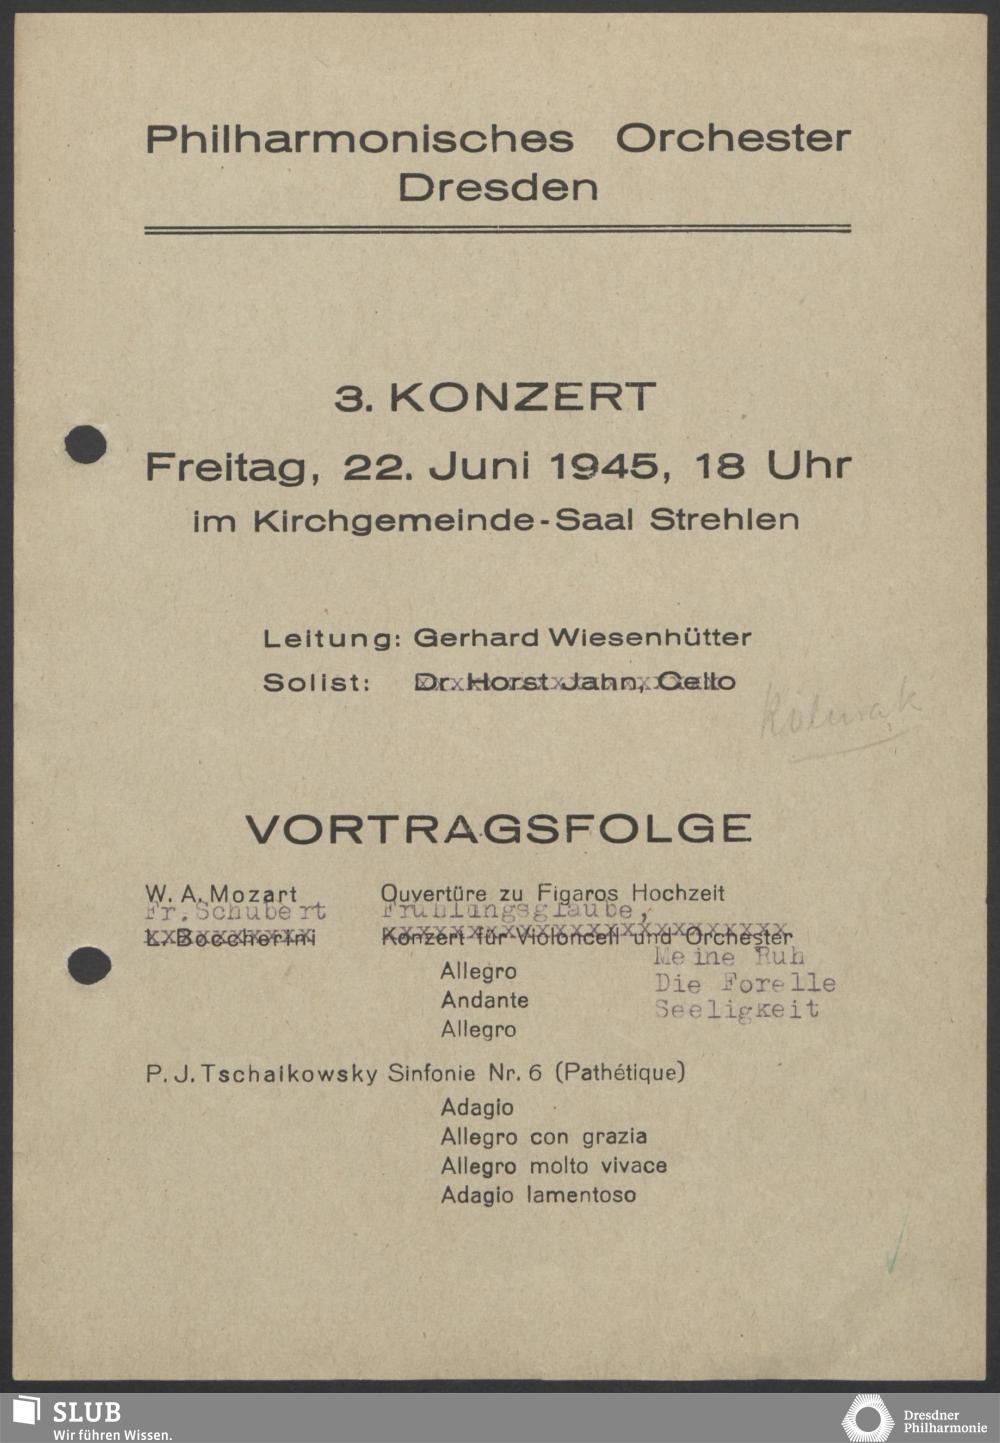 Philharmonisches Orchester
Dresden
3. KONZERT
Freitag, 22. Juni 1945, 18 Uhr
im Kirchgemeinde-Saal Strehlen
Leitung: Gerhard Wiesenhütter
Solist: Dr. Horst Jahn, Cello
VORTRAGSFOLGE
W. A. Mozart Ouvertüre zu Figaros Hochzeit
Fr. Schubert Frühlingsglaube,
L. Boccherini Konzert für Violoncell und Orchester
Meine Ruh
Allegro
Die Forelle
Andante
Seeligkeit
Allegro
P. J. Tschaikowsky Sinfonie Nr. 6 (Pathétique)
Adagio
Allegro con grazia
Allegro molto vivace
Adagio lamentoso
SLUB
Wir führen Wissen.
Dresdner
Philharmonie